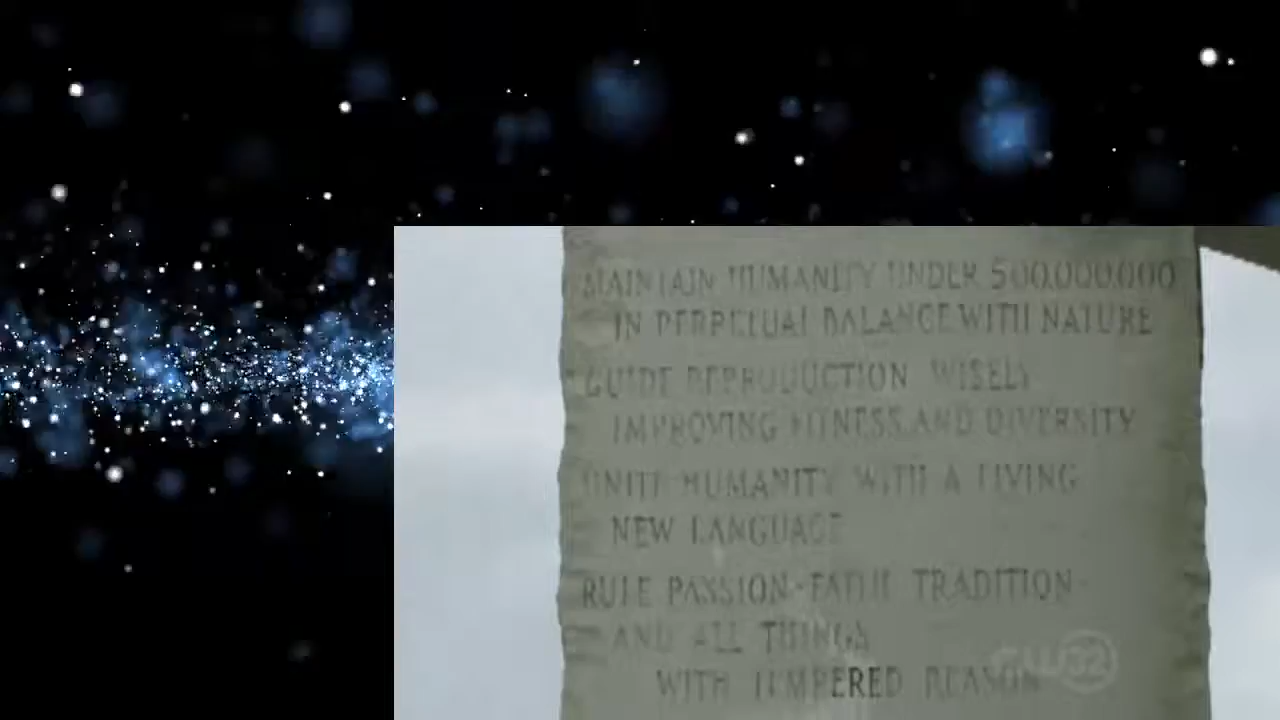 MAINTAIN HUMANITY UNDER 500,000,000
IN PERPETUAL BALANCE WITH NATURE
GUIDE REPRODUCTION WISELY
IMPROVING FITNESS AND DIVERSITY
UNITE HUMANITY WITH A LIVING
NEW LANGUAGE
RULE PASSION-FAITH TRADITION-
AND ALL THINGS
WITH TEMPERED REASON
CW32